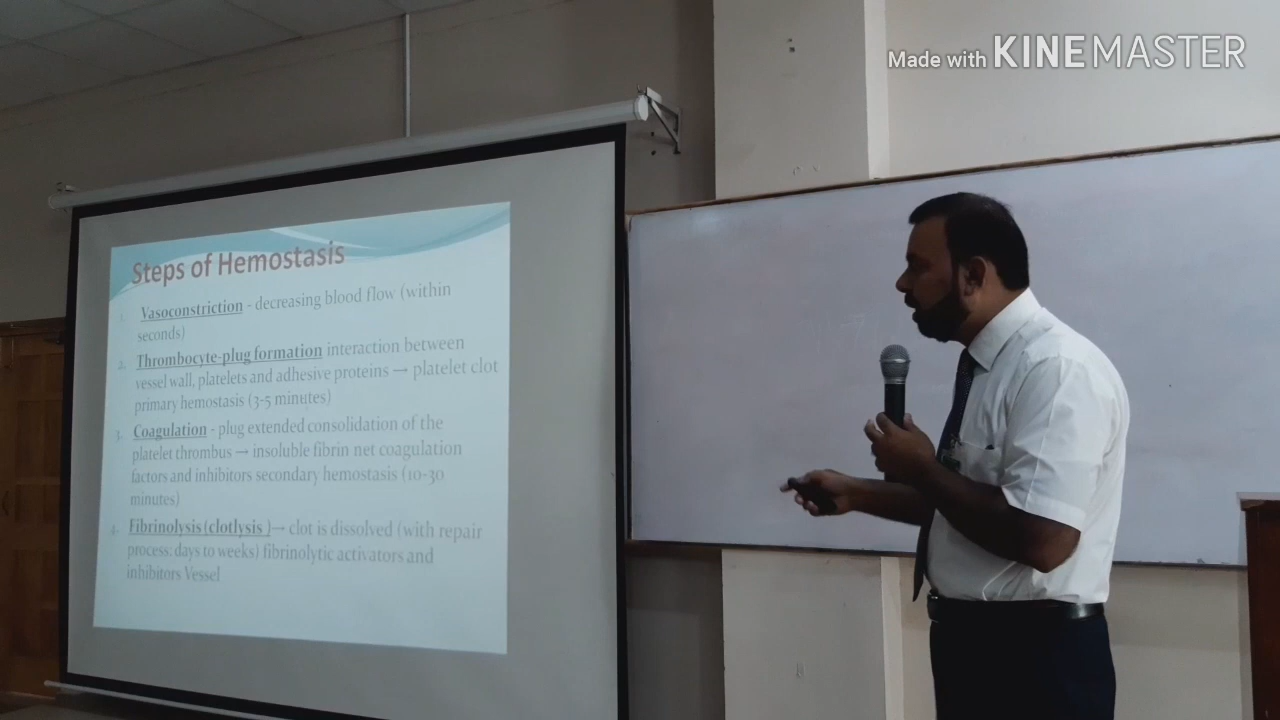 Made with KINEMASTER
Steps of Hemostasis
1. Vasoconstriction - decreasing blood flow (within
seconds)
2. Thrombocyte-plug formation interaction between
vessel wall, platelets and adhesive proteins → platelet clot
primary hemostasis (3-5 minutes)
3. Coagulation - plug extended consolidation of the
platelet thrombus → insoluble fibrin net coagulation
factors and inhibitors secondary hemostasis (10-30
minutes)
4. Fibrinolysis (clotlysis )→ clot is dissolved (with repair
process: days to weeks) fibrinolytic activators and
inhibitors Vessel